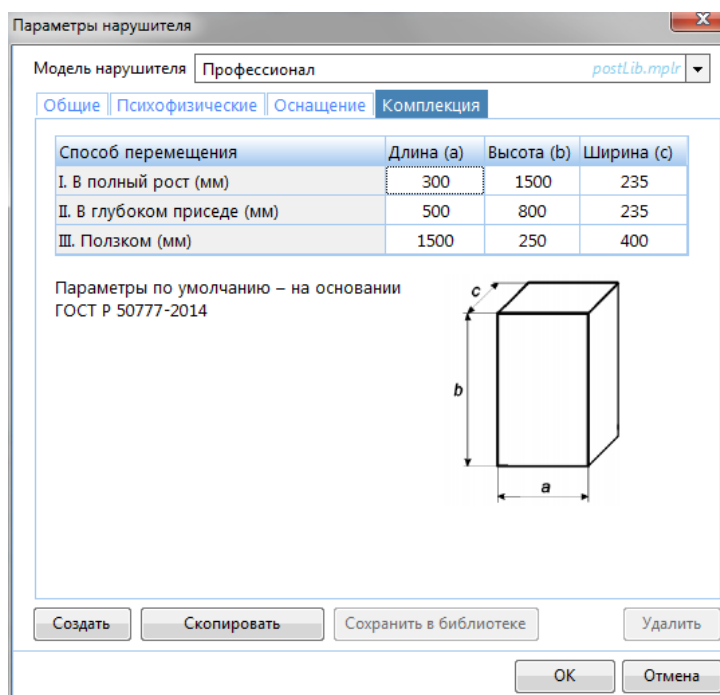 Параметры нарушителя
Модель нарушителя Профессионал postLib.mplr
Общие Психофизические Оснащение Комплекция
Способ перемещения Длина (a) Высота (b) Ширина (c)
I. В полный рост (мм) 300 1500 235
II. В глубоком приседе (мм) 500 800 235
III. Ползком (мм) 1500 250 400
Параметры по умолчанию – на основании
ГОСТ Р 50777-2014
c
b
a
Создать Скопировать Сохранить в библиотеке Удалить
ОК Отмена